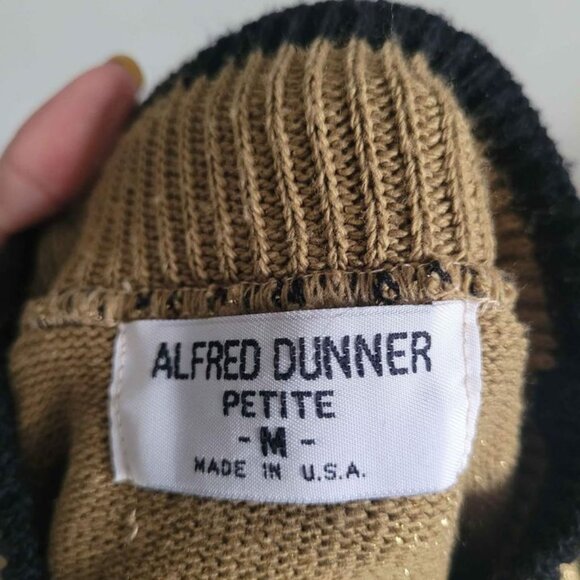 ALFRED DUNNER
PETITE
- M -
MADE IN U.S.A.